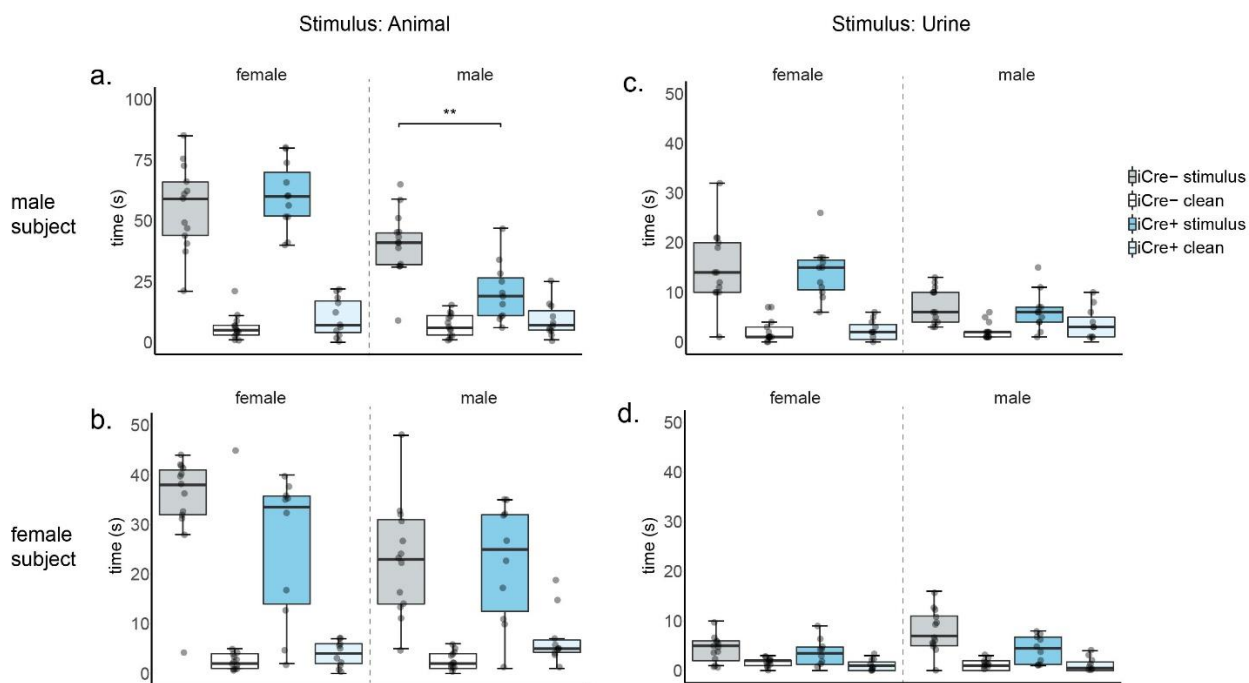 Stimulus: Animal
Stimulus: Urine
a.
female
male
time (s)
100
75
50
25
0
**
male
subject
c.
female
male
time (s)
50
40
30
20
10
0
iCre− stimulus
iCre− clean
iCre+ stimulus
iCre+ clean
b.
female
male
time (s)
50
40
30
20
10
0
female
subject
d.
female
male
time (s)
50
40
30
20
10
0